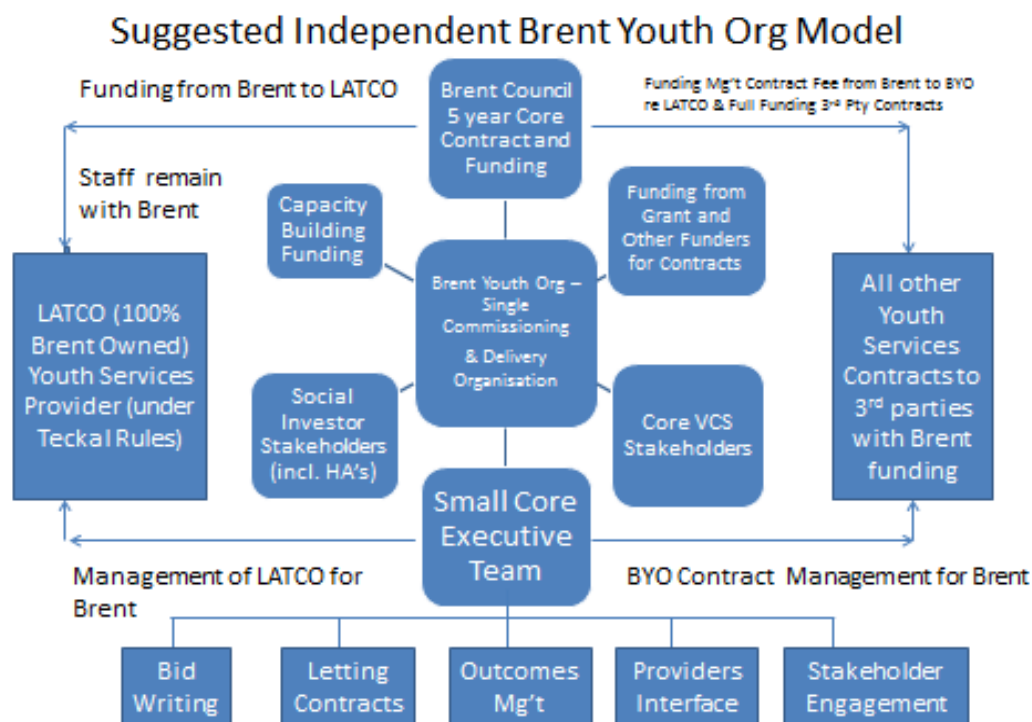 Suggested Independent Brent Youth Org Model
Funding from Brent to LATCO
Brent Council
5 year Core
Contract and
Funding
Funding Mg't Contract Fee from Brent to BYO
re LATCO & Full Funding 3rd Pty Contracts
Staff remain
with Brent
Capacity
Building
Funding
Funding from
Grant and
Other Funders
for Contracts
LATCO (100%
Brent Owned)
Youth Services
Provider (under
Teckal Rules)
Brent Youth Org –
Single
Commissioning
& Delivery
Organisation
All other
Youth
Services
Contracts to
3rd parties
with Brent
funding
Social
Investor
Stakeholders
(incl. HA's)
Core VCS
Stakeholders
Small Core
Executive
Team
Management of LATCO for
Brent
BYO Contract Management for Brent
Bid
Writing
Letting
Contracts
Outcomes
Mg't
Providers
Interface
Stakeholder
Engagement